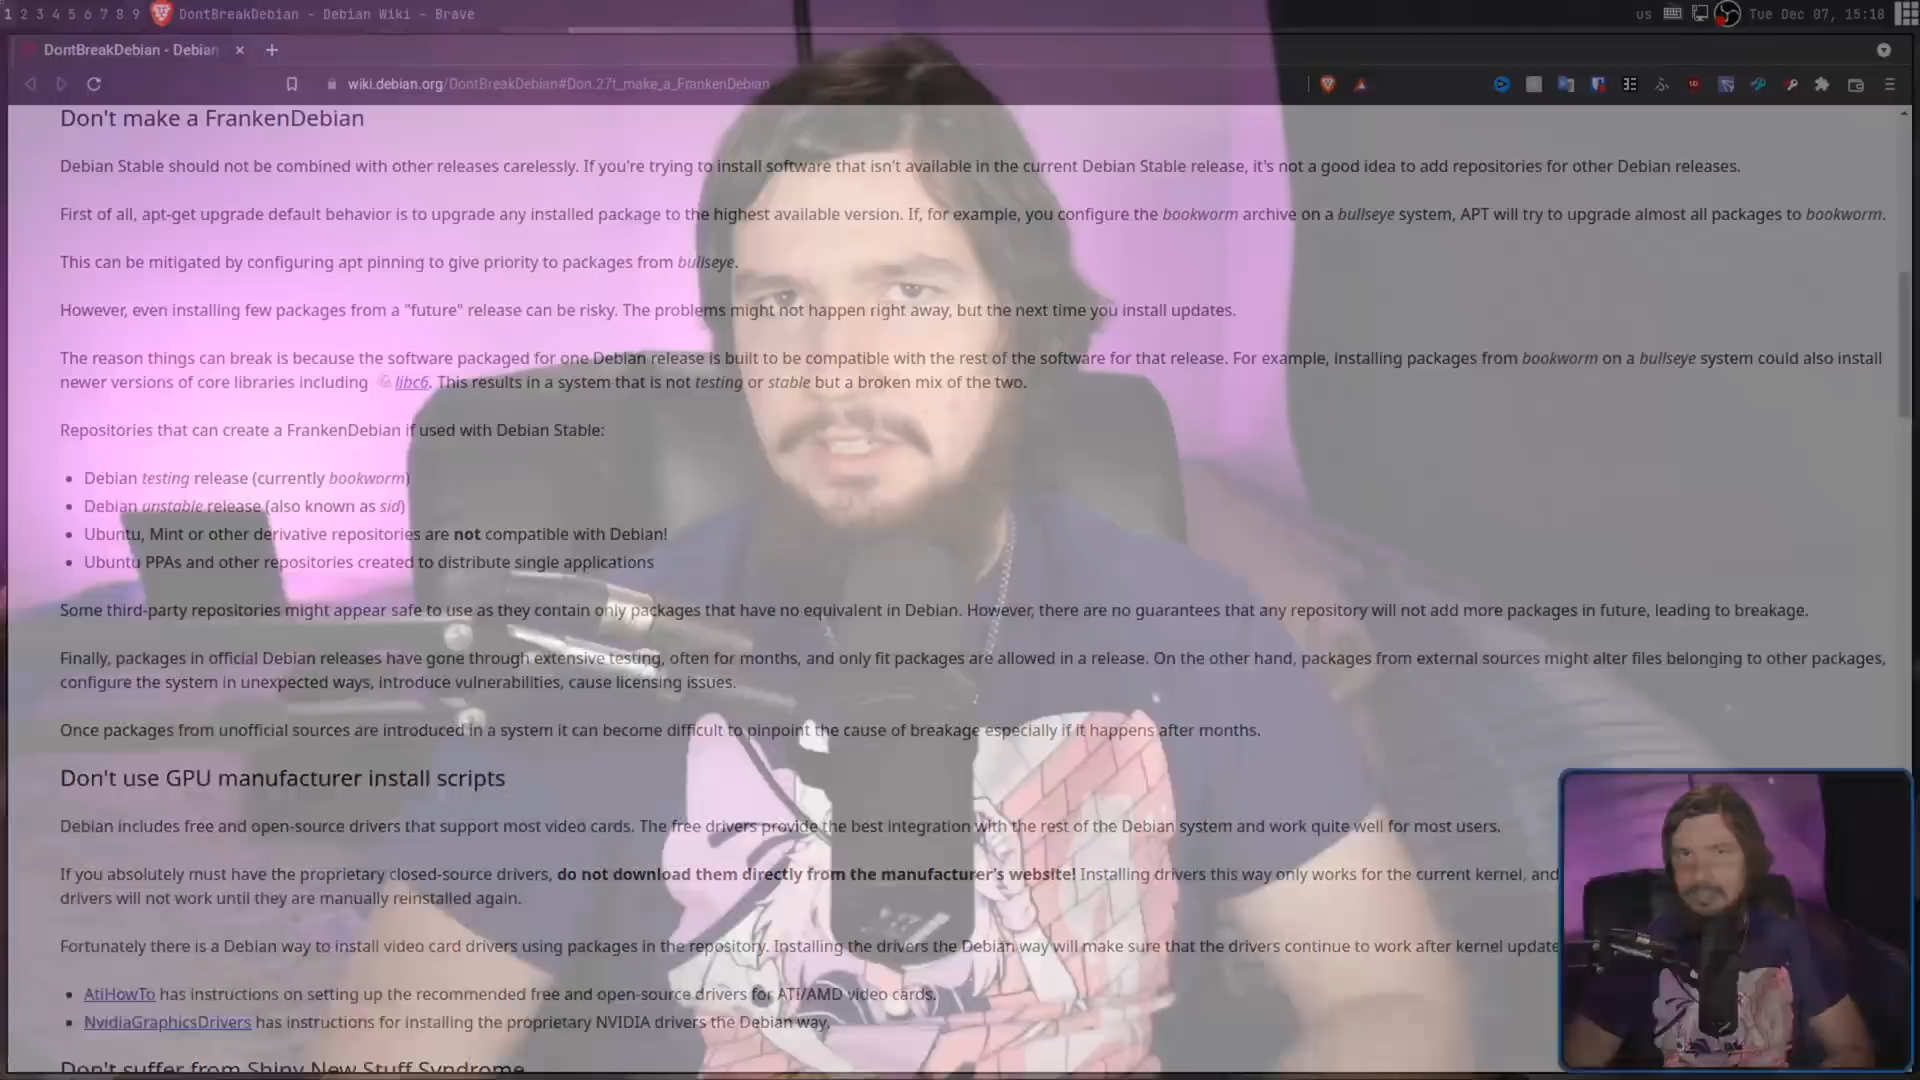 1 2 3 4 5 6 7 8 9 DontBreakDebian - Debian Wiki - Brave us Tue Dec 07, 15:18
DontBreakDebian - Debian
wiki.debian.org/DontBreakDebian#Don.27t_make_a_FrankenDebian
Don't make a FrankenDebian
Debian Stable should not be combined with other releases carelessly. If you're trying to install software that isn't available in the current Debian Stable release, it's not a good idea to add repositories for other Debian releases.
First of all, apt-get upgrade default behavior is to upgrade any installed package to the highest available version. If, for example, you configure the bookworm archive on a bullseye system, APT will try to upgrade almost all packages to bookworm.
This can be mitigated by configuring apt pinning to give priority to packages from bullseye.
However, even installing few packages from a "future" release can be risky. The problems might not happen right away, but the next time you install updates.
The reason things can break is because the software packaged for one Debian release is built to be compatible with the rest of the software for that release. For example, installing packages from bookworm on a bullseye system could also install
newer versions of core libraries including libc6. This results in a system that is not testing or stable but a broken mix of the two.
Repositories that can create a FrankenDebian if used with Debian Stable:
• Debian testing release (currently bookworm)
• Debian unstable release (also known as sid)
• Ubuntu, Mint or other derivative repositories are not compatible with Debian!
• Ubuntu PPAs and other repositories created to distribute single applications
Some third-party repositories might appear safe to use as they contain only packages that have no equivalent in Debian. However, there are no guarantees that any repository will not add more packages in future, leading to breakage.
Finally, packages in official Debian releases have gone through extensive testing, often for months, and only fit packages are allowed in a release. On the other hand, packages from external sources might alter files belonging to other packages,
configure the system in unexpected ways, introduce vulnerabilities, cause licensing issues.
Once packages from unofficial sources are introduced in a system it can become difficult to pinpoint the cause of breakage especially if it happens after months.
Don't use GPU manufacturer install scripts
Debian includes free and open-source drivers that support most video cards. The free drivers provide the best integration with the rest of the Debian system and work quite well for most users.
If you absolutely must have the proprietary closed-source drivers, do not download them directly from the manufacturer's website! Installing drivers this way only works for the current kernel, and
drivers will not work until they are manually reinstalled again.
Fortunately there is a Debian way to install video card drivers using packages in the repository. Installing the drivers the Debian way will make sure that the drivers continue to work after kernel update
• AtiHowTo has instructions on setting up the recommended free and open-source drivers for ATi/AMD video cards.
• NvidiaGraphicsDrivers has instructions for installing the proprietary NVIDIA drivers the Debian way.
Don't suffer from Shiny New Stuff Syndrome